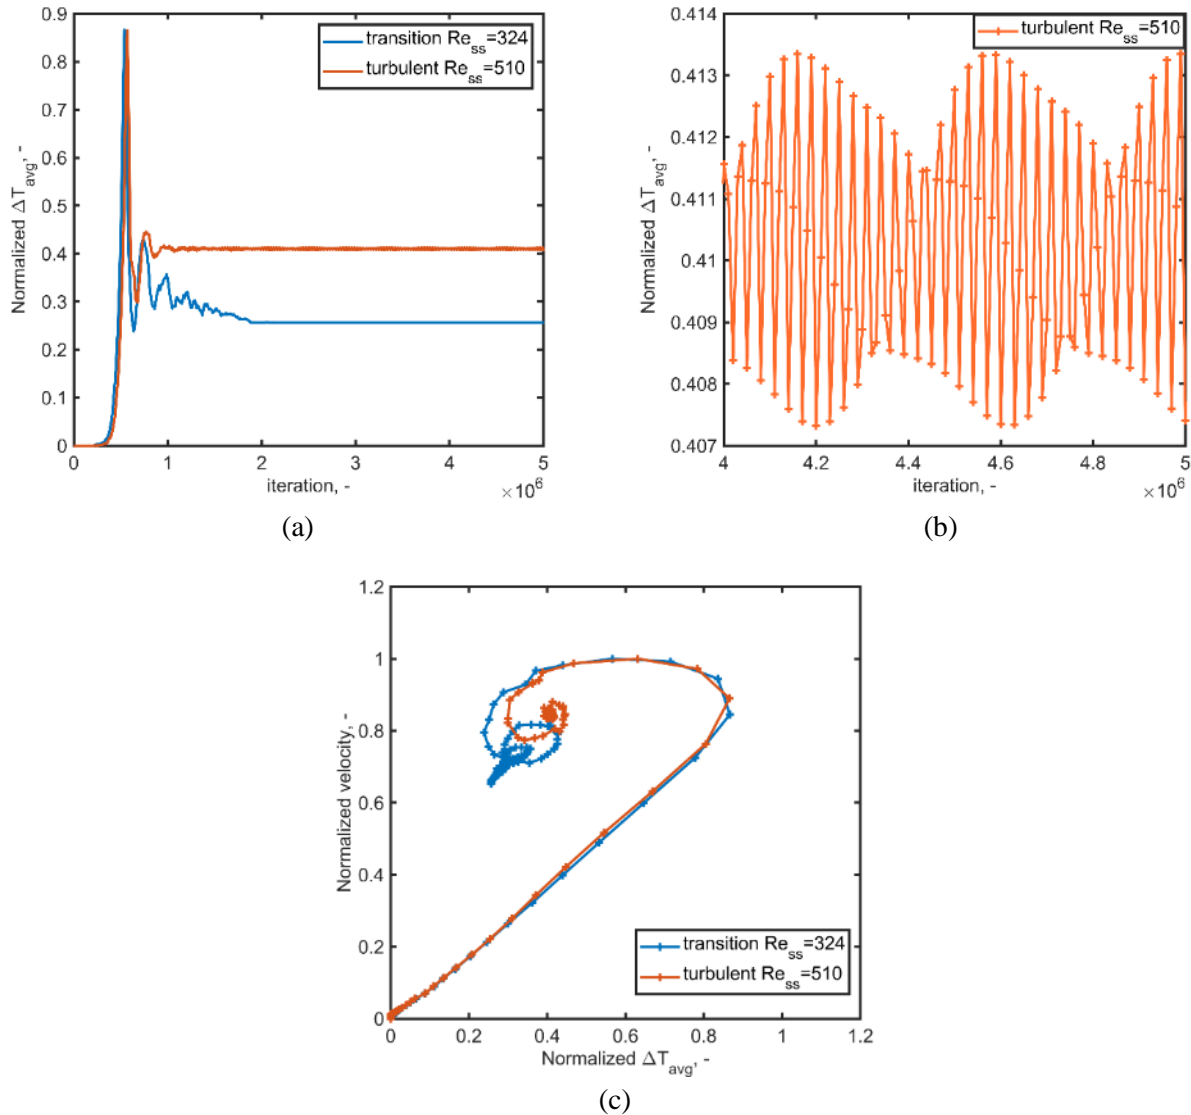 0.9
0.8
0.7
0.6
0.5
0.4
0.3
0.2
0.1
0
Normalized ΔT_avg, -
transition Re_ss=324
turbulent Re_ss=510
0 1 2 3 4 5
iteration, -
×10^6
(a)
0.414
0.413
0.412
0.411
0.41
0.409
0.408
0.407
Normalized ΔT_avg, -
turbulent Re_ss=510
4 4.2 4.4 4.6 4.8 5
iteration, -
×10^6
(b)
1.2
1
0.8
0.6
0.4
0.2
0
Normalized velocity, -
transition Re_ss=324
turbulent Re_ss=510
0 0.2 0.4 0.6 0.8 1 1.2
Normalized ΔT_avg, -
(c)